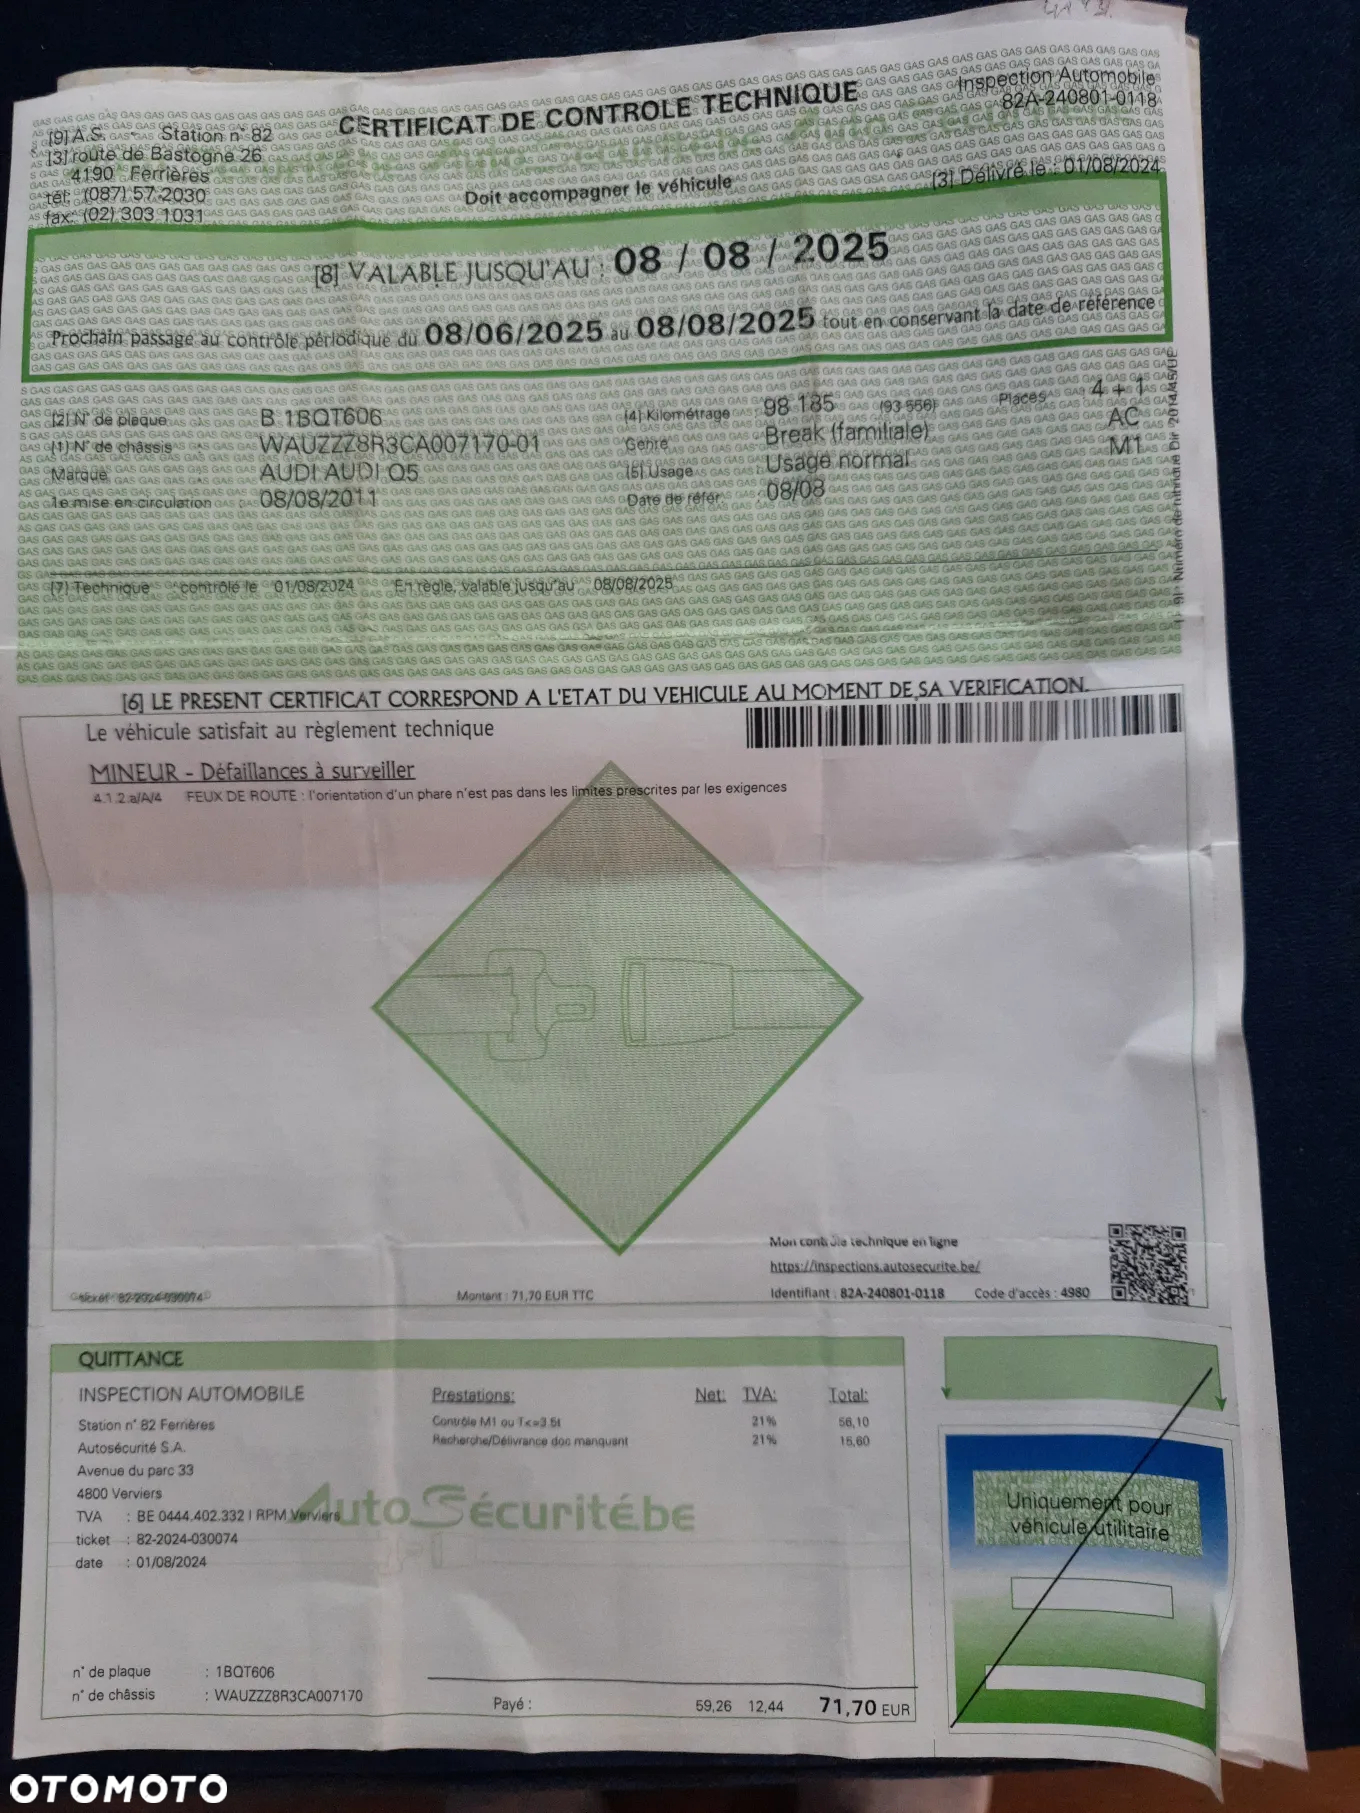 CERTIFICAT DE CONTROLE TECHNIQUE
Inspection Automobile
82A-240801-0118
[9] A.S. Station n° 82
[3] route de Bastogne 26
4190 Ferrières
tél: (087) 57-2030
fax: (02) 303 1031
Doit accompagner le véhicule
[3] Délivré le : 01/08/2024
[8] VALABLE JUSQU'AU : 08 / 08 / 2025
Prochain passage au contrôle périodique du 08/06/2025 au 08/08/2025 tout en conservant la date de référence
[2] N° de plaque : B 1BQT606
[1] N° de châssis : WAUZZZ8R3CA007170-01
Marque : AUDI AUDI Q5
1e mise en circulation : 08/08/2011
[4] Kilométrage : 98 185 (93 556)
Genre : Break (familiale)
[5] Usage : Usage normal
Date de référ. : 08/08
Places 4 + 1
AC
M1
[7] Technique contrôle le 01/08/2024 En règle, valable jusqu'au 08/08/2025
[6] LE PRESENT CERTIFICAT CORRESPOND A L'ETAT DU VEHICULE AU MOMENT DE SA VERIFICATION.
Le véhicule satisfait au règlement technique
MINEUR - Défaillances à surveiller
4.1.2.a/A/4 FEUX DE ROUTE : l'orientation d'un phare n'est pas dans les limites prescrites par les exigences
Mon contrôle technique en ligne
https://inspections.autosecurite.be/
Identifiant : 82A-240801-0118 Code d'accès : 4980
ticket : 82-2024-030074
Montant : 71,70 EUR TTC
QUITTANCE
INSPECTION AUTOMOBILE
Station n° 82 Ferrières
Autosécurité S.A.
Avenue du parc 33
4800 Verviers
TVA : BE 0444.402.332 | RPM Verviers
ticket : 82-2024-030074
date : 01/08/2024
Prestations: Net: TVA: Total:
Contrôle M1 ou T<=3.5t 21% 56,10
Recherche/Délivrance doc manquant 21% 15,60
AutoSécuritébe
n° de plaque : 1BQT606
n° de châssis : WAUZZZ8R3CA007170
Payé : 59,26 12,44 71,70 EUR
Uniquement pour
véhicule utilitaire
OTOMOTO